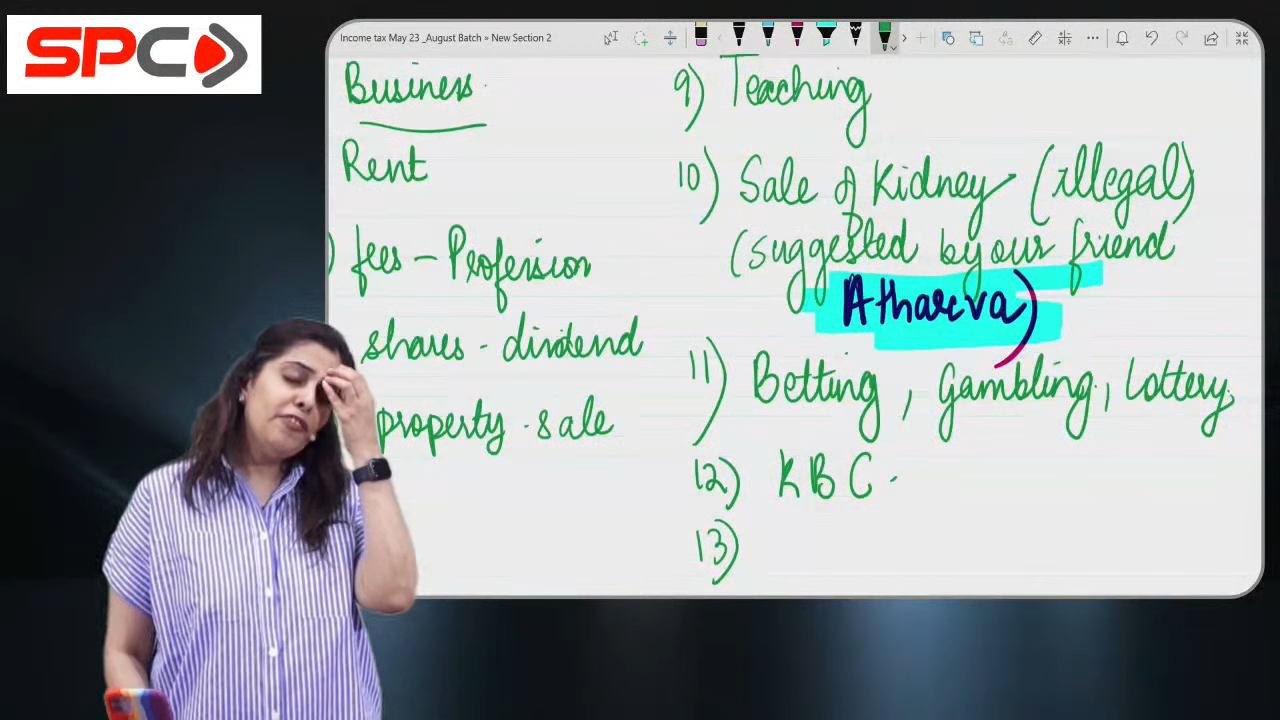 SPC
Income tax May 23 _August Batch » New Section 2
Business
Rent
) fees - Profession
shares - dividend
property - sale
9) Teaching
10) Sale of Kidney (illegal)
(suggested by our friend
Atharva)
11) Betting, Gambling, Lottery
12) KBC
13)